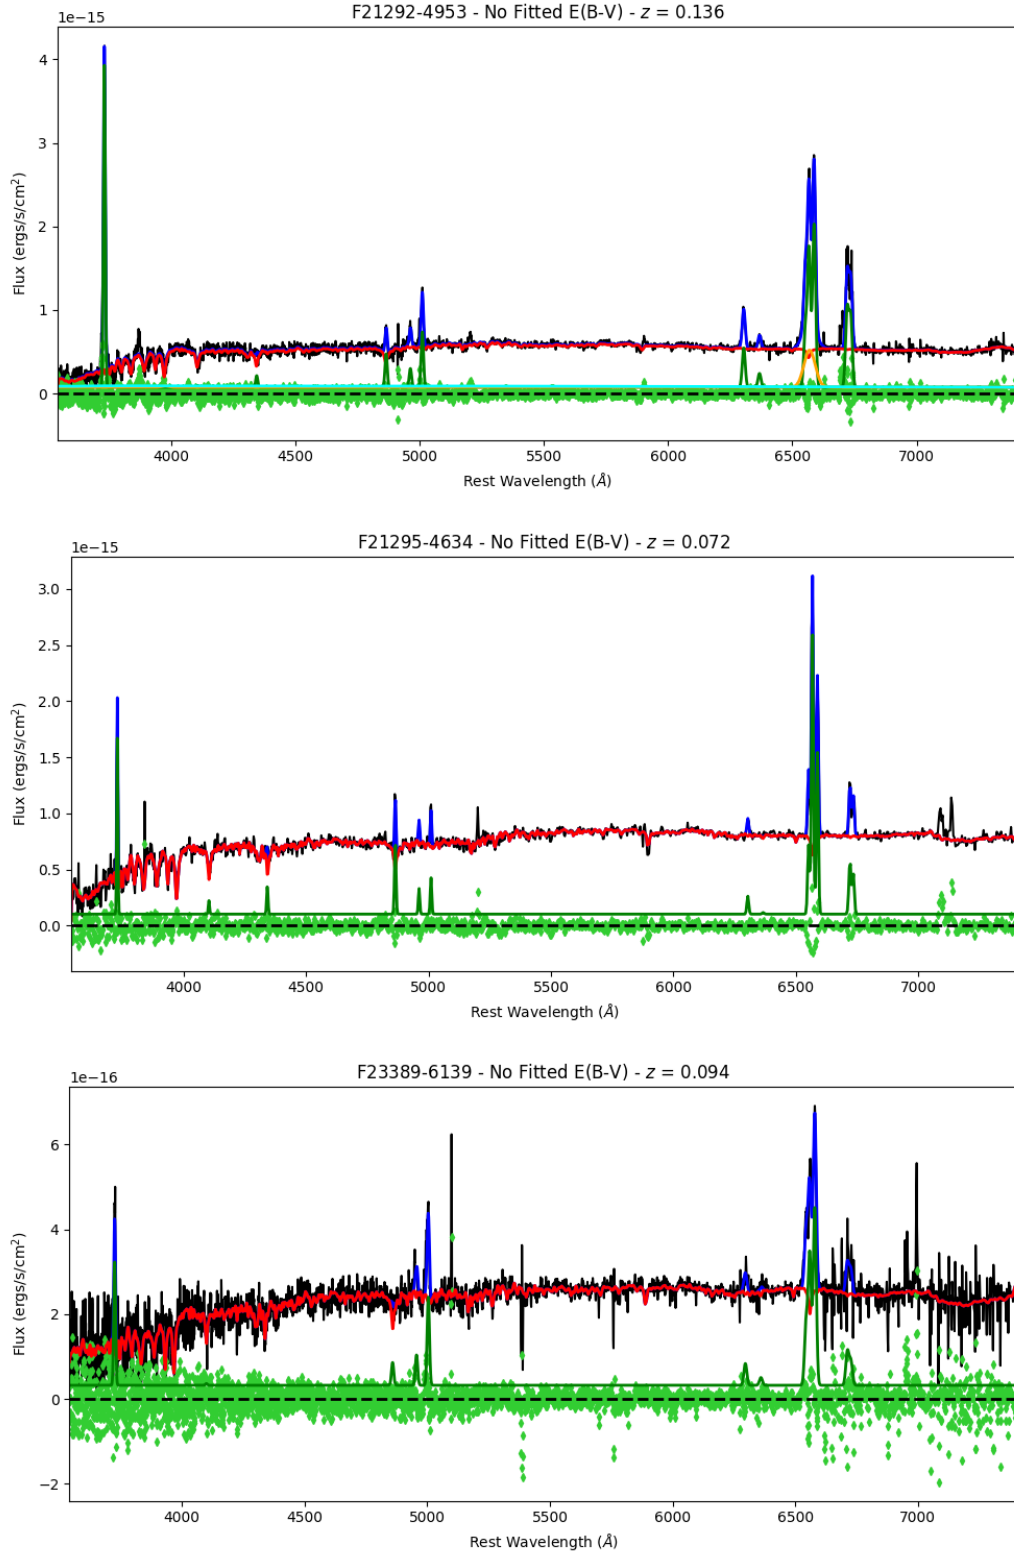 F21292-4953 - No Fitted E(B-V) - z = 0.136
1e−15
4
3
2
1
0
Flux (ergs/s/cm²)
4000 4500 5000 5500 6000 6500 7000
Rest Wavelength (Å)
F21295-4634 - No Fitted E(B-V) - z = 0.072
1e−15
3.0
2.5
2.0
1.5
1.0
0.5
0.0
Flux (ergs/s/cm²)
4000 4500 5000 5500 6000 6500 7000
Rest Wavelength (Å)
F23389-6139 - No Fitted E(B-V) - z = 0.094
1e−16
6
4
2
0
−2
Flux (ergs/s/cm²)
4000 4500 5000 5500 6000 6500 7000
Rest Wavelength (Å)